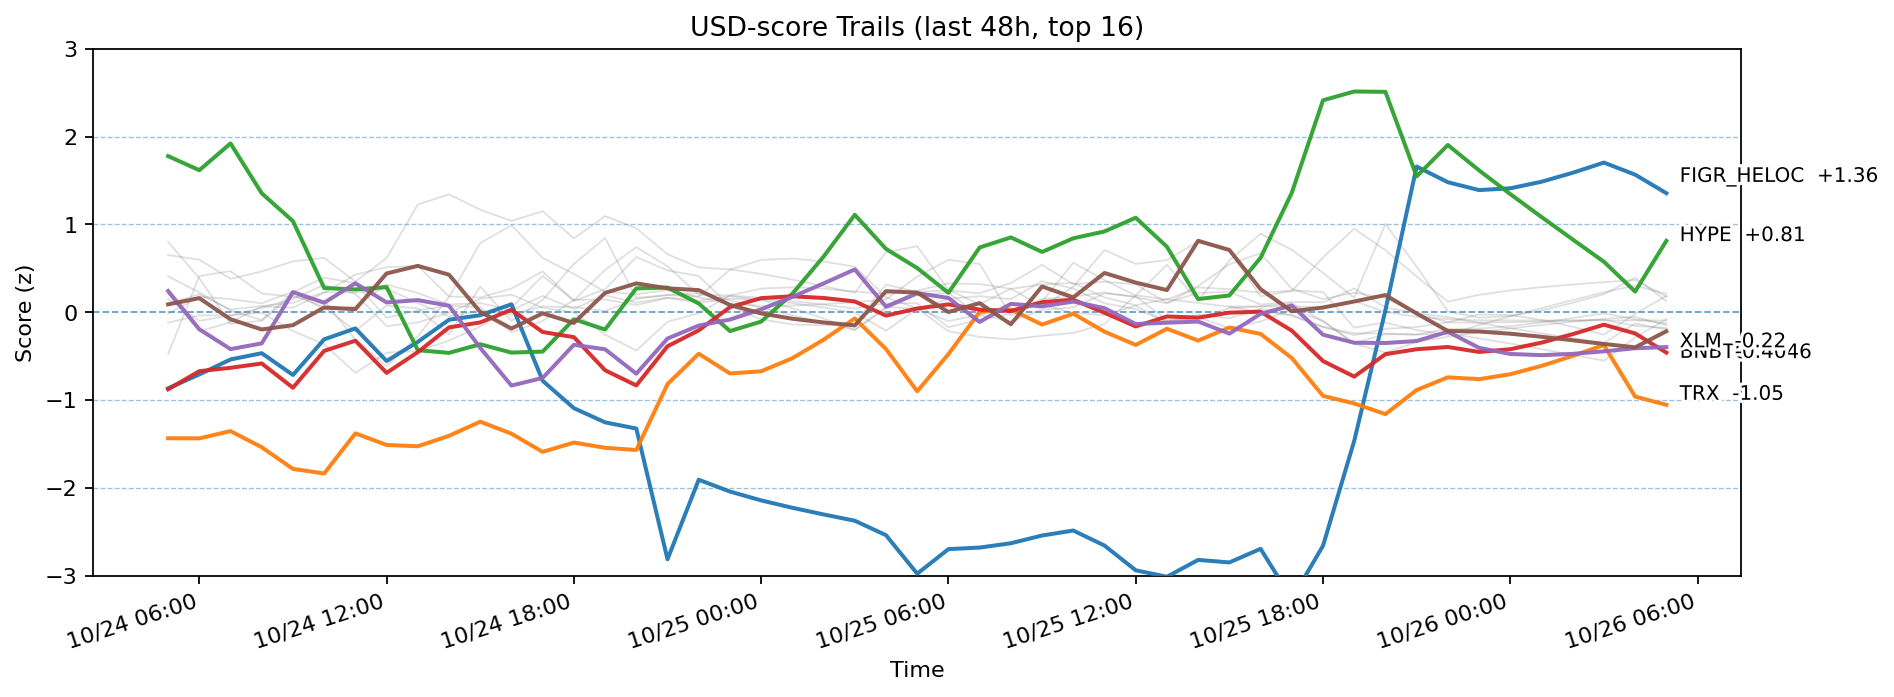 USD-score Trails (last 48h, top 16)
Score (z)
3
2
1
0
−1
−2
−3
FIGR_HELOC +1.36
HYPE +0.81
XLM -0.22
TRX -1.05
10/24 06:00
10/24 12:00
10/24 18:00
10/25 00:00
10/25 06:00
10/25 12:00
10/25 18:00
10/26 00:00
10/26 06:00
Time